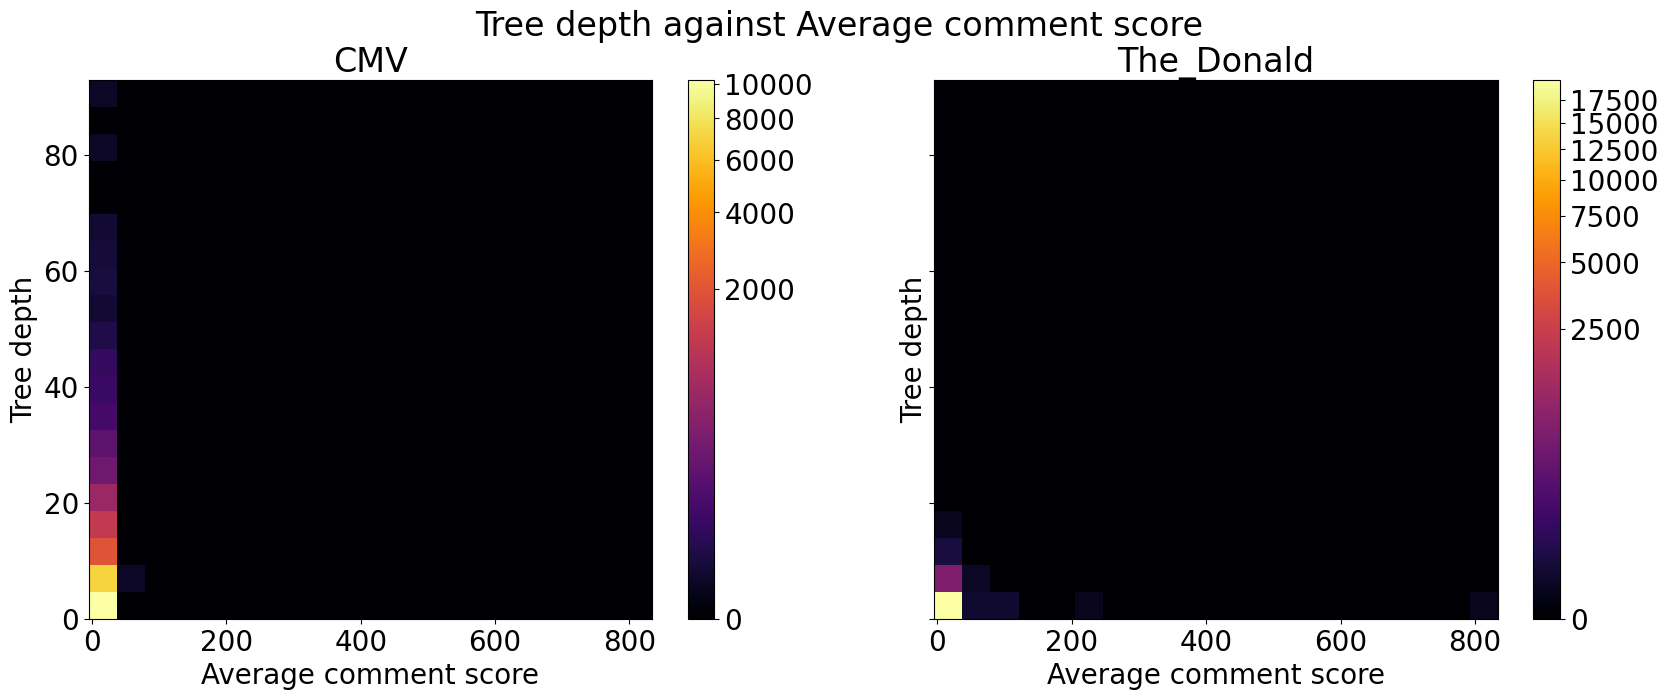 Tree depth against Average comment score
CMV
The_Donald
Tree depth
80
60
40
20
0
0 200 400 600 800
Average comment score
10000
8000
6000
4000
2000
0
Tree depth
0 200 400 600 800
Average comment score
17500
15000
12500
10000
7500
5000
2500
0